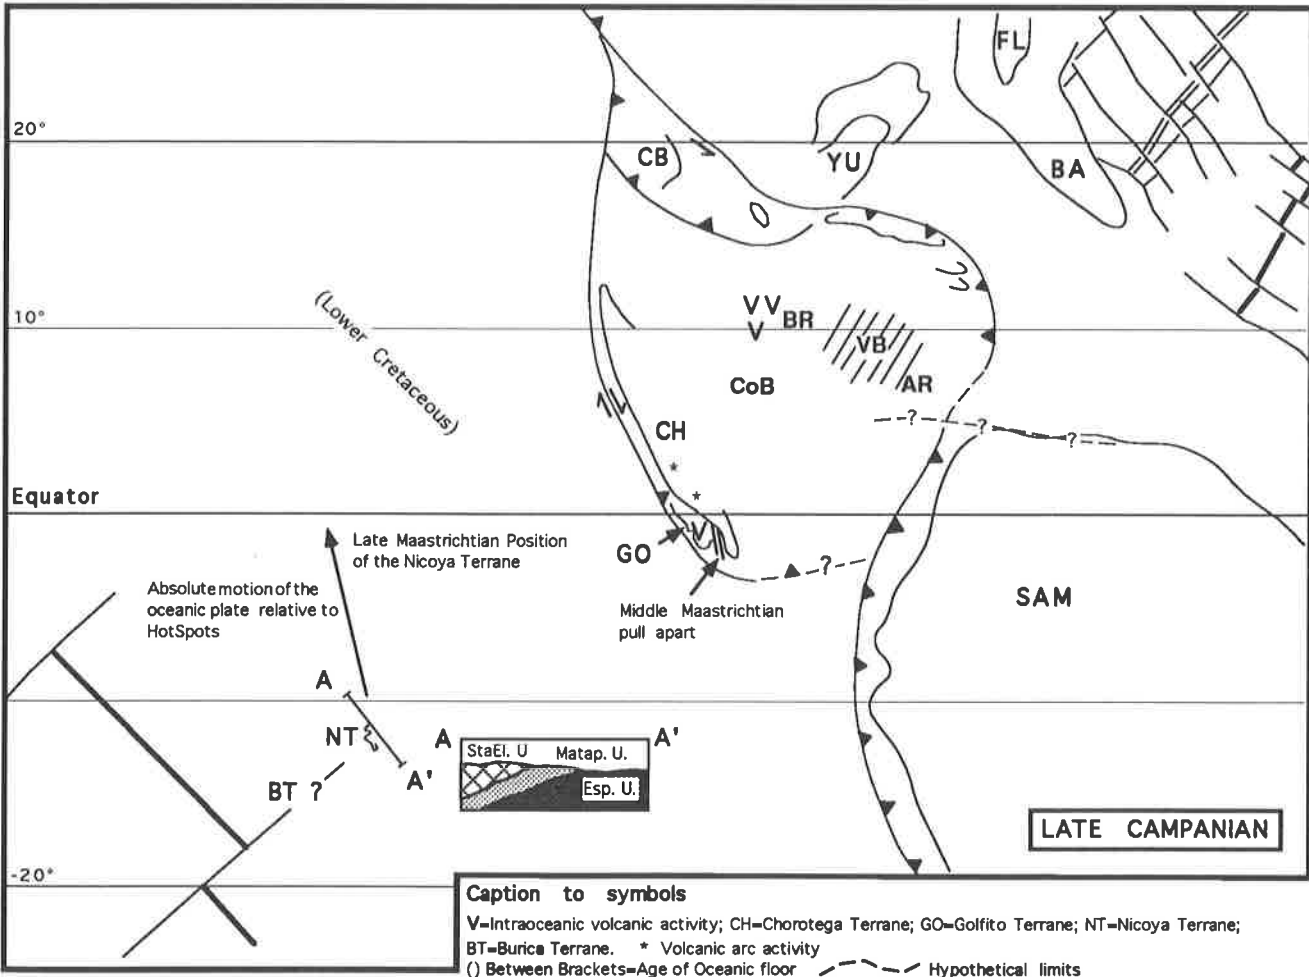 FL
20°
CB
YU
BA
V V
V
BR
VB
10°
(Lower Cretaceous)
CoB
AR
? ? ?
CH
*
*
Equator
V
GO
?
Late Maastrichtian Position
of the Nicoya Terrane
Absolute motion of the
oceanic plate relative to
HotSpots
Middle Maastrichtian
pull apart
SAM
A
NT
A'
BT ?
A
A'
StaEl. U
Matap. U.
Esp. U.
LATE CAMPANIAN
-20°
Caption to symbols
V=Intraoceanic volcanic activity; CH=Chorotega Terrane; GO=Golfito Terrane; NT=Nicoya Terrane;
BT=Burica Terrane. * Volcanic arc activity
() Between Brackets=Age of Oceanic floor Hypothetical limits